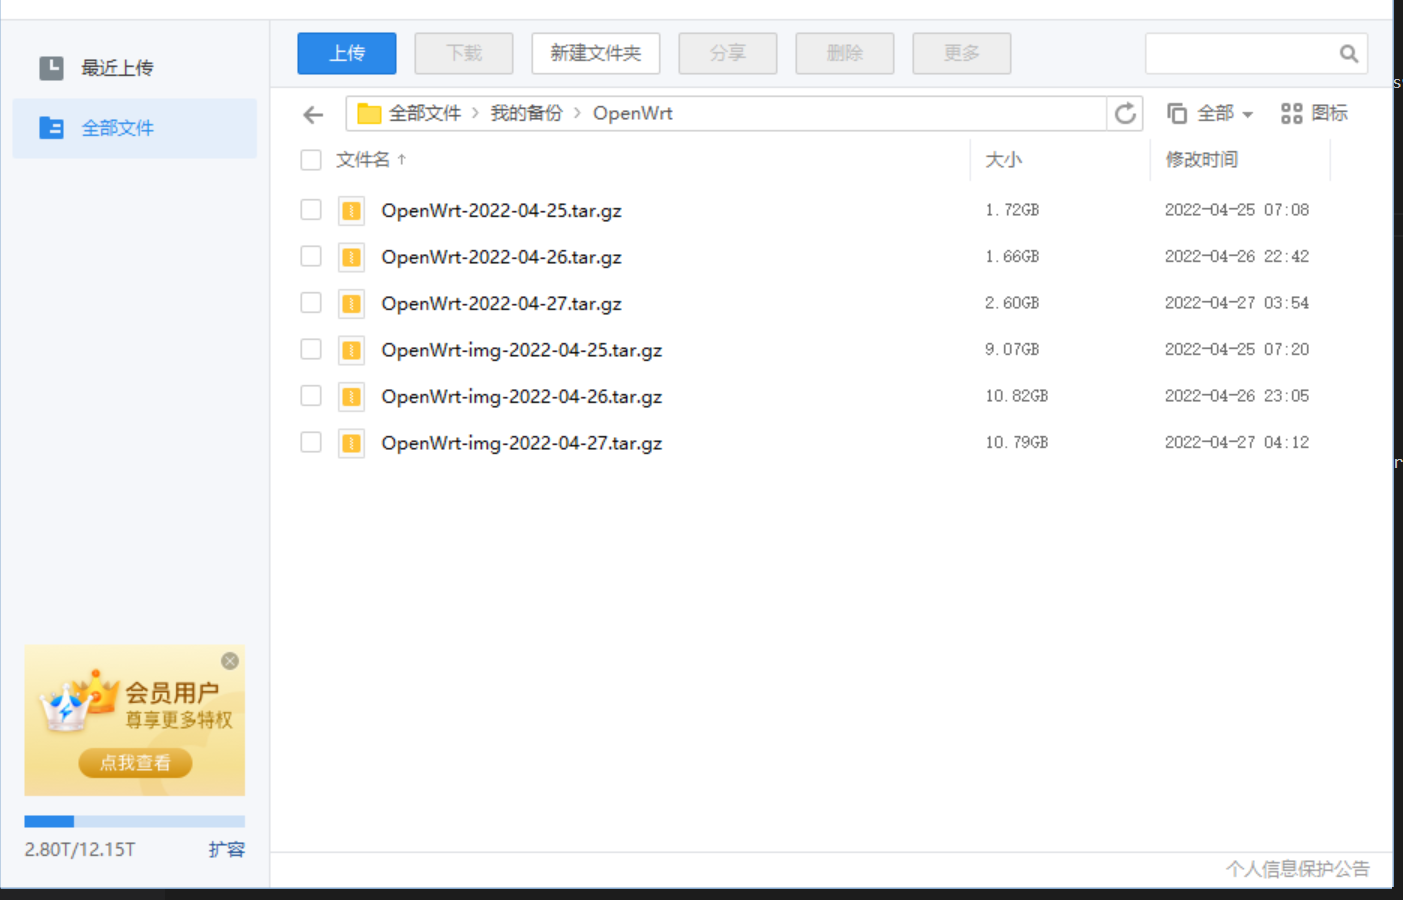 最近上传
全部文件
会员用户
尊享更多特权
点我查看
2.80T/12.15T 扩容
上传 下载 新建文件夹 分享 删除 更多
全部文件 > 我的备份 > OpenWrt 全部 图标
文件名 ↑ 大小 修改时间
OpenWrt-2022-04-25.tar.gz 1.72GB 2022-04-25 07:08
OpenWrt-2022-04-26.tar.gz 1.66GB 2022-04-26 22:42
OpenWrt-2022-04-27.tar.gz 2.60GB 2022-04-27 03:54
OpenWrt-img-2022-04-25.tar.gz 9.07GB 2022-04-25 07:20
OpenWrt-img-2022-04-26.tar.gz 10.82GB 2022-04-26 23:05
OpenWrt-img-2022-04-27.tar.gz 10.79GB 2022-04-27 04:12
个人信息保护公告